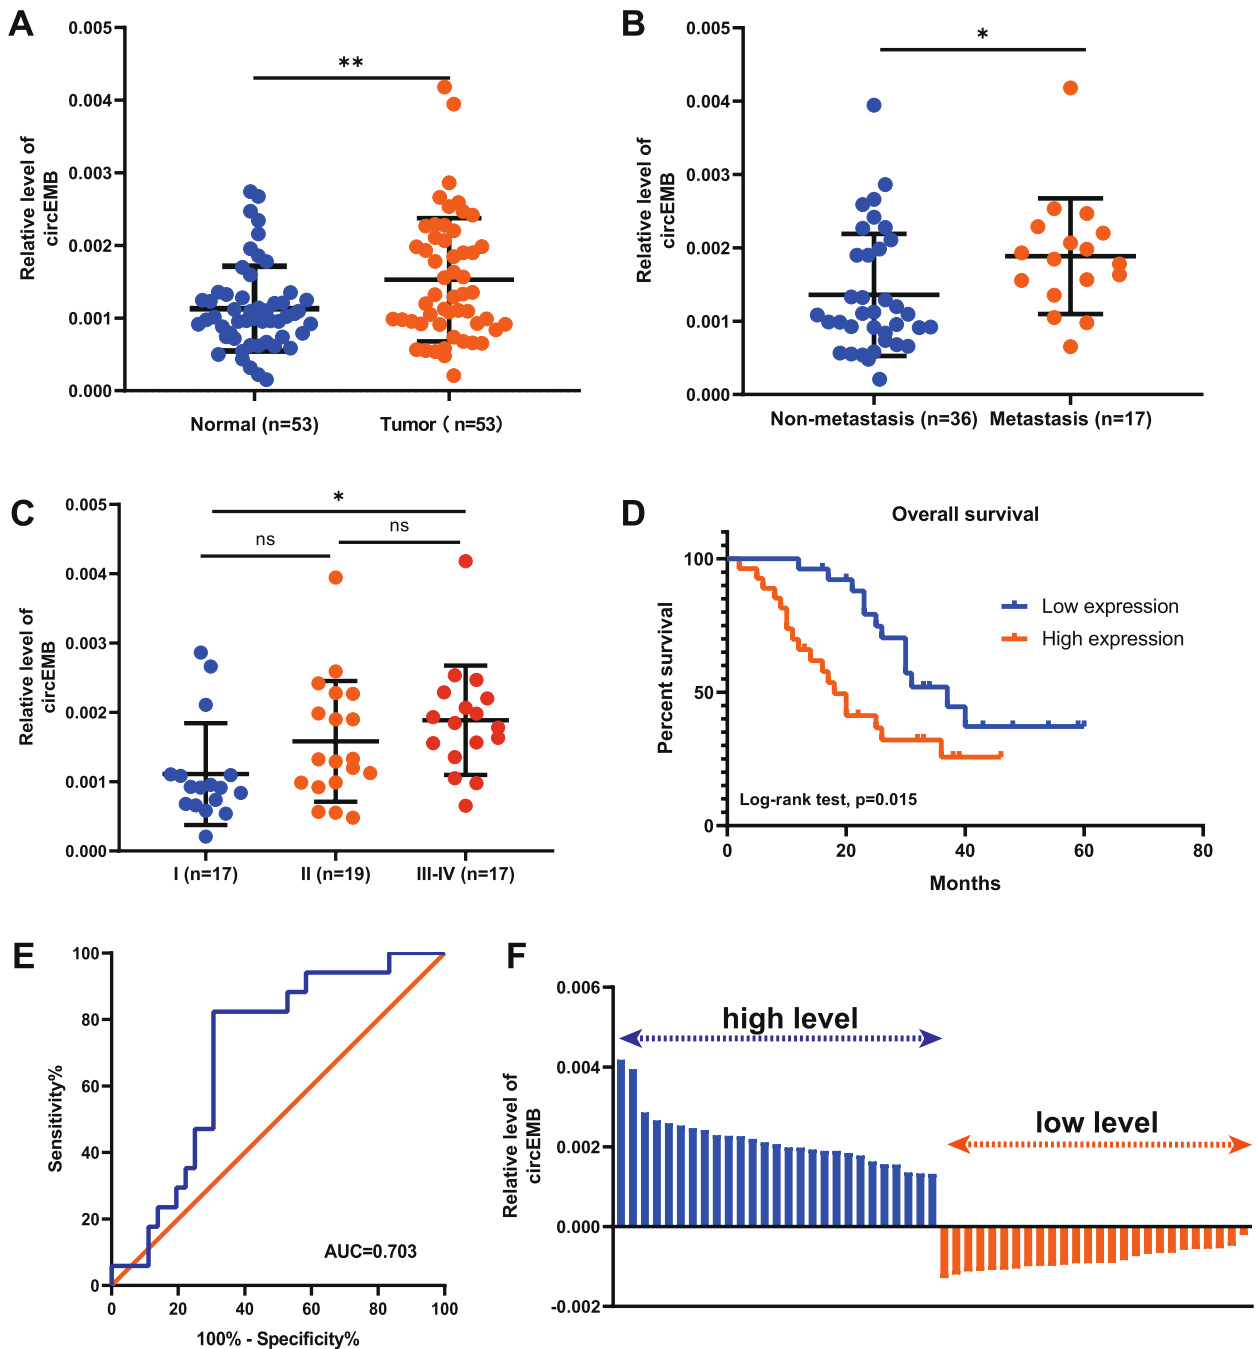 A
0.005
0.004
0.003
0.002
0.001
0.000
Relative level of
circEMB
**
Normal (n=53)
Tumor ( n=53)
B
0.005
0.004
0.003
0.002
0.001
0.000
Relative level of
circEMB
*
Non-metastasis (n=36)
Metastasis (n=17)
C
0.005
0.004
0.003
0.002
0.001
0.000
Relative level of
circEMB
*
ns
ns
I (n=17)
II (n=19)
III-IV (n=17)
D
Overall survival
100
50
0
Percent survival
Low expression
High expression
Log-rank test, p=0.015
0
20
40
60
80
Months
E
100
80
60
40
20
0
Sensitivity%
AUC=0.703
0
20
40
60
80
100
100% - Specificity%
F
0.006
0.004
0.002
0.000
-0.002
Relative level of
circEMB
high level
low level